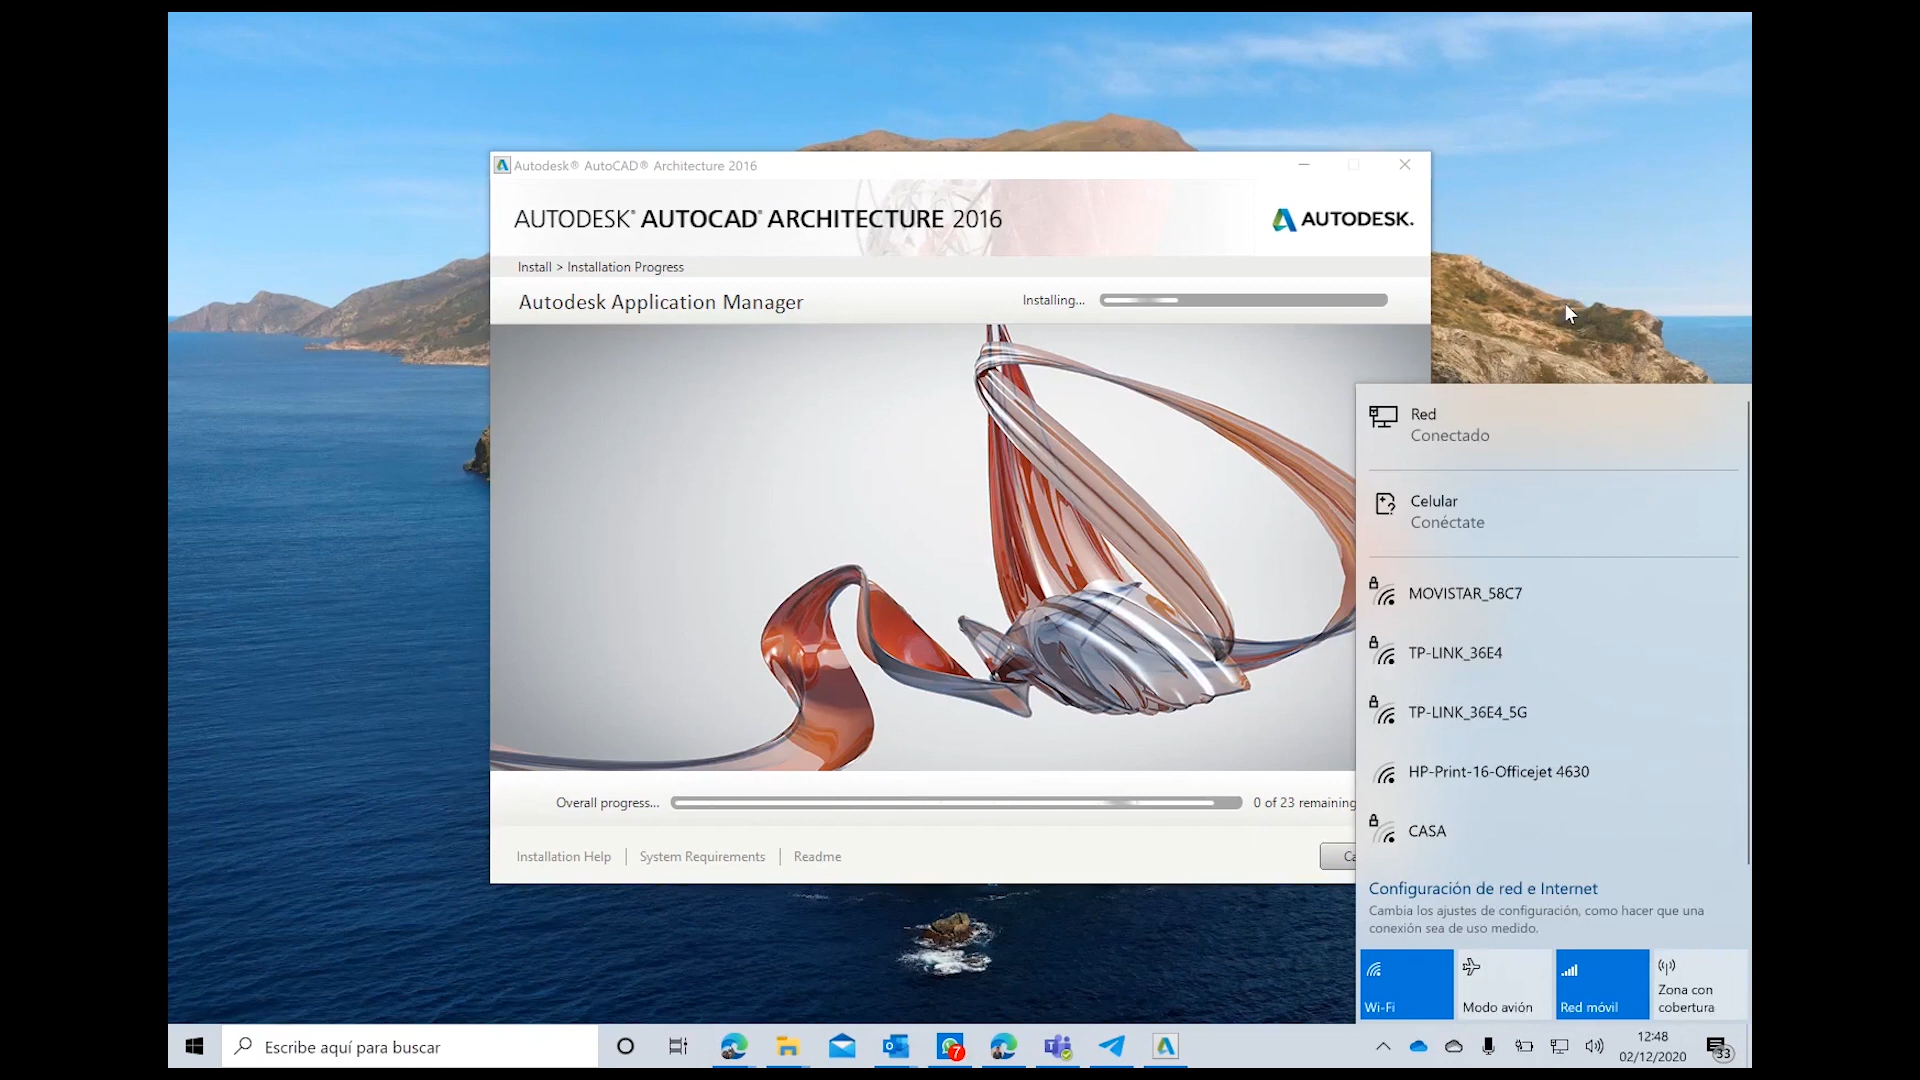 Autodesk® AutoCAD® Architecture 2016
AUTODESK® AUTOCAD® ARCHITECTURE 2016
AUTODESK.
Install > Installation Progress
Autodesk Application Manager
Installing...
Overall progress...
0 of 23 remaining
Installation Help
System Requirements
Readme
Ca
Red
Conectado
Celular
Conéctate
MOVISTAR_58C7
TP-LINK_36E4
TP-LINK_36E4_5G
HP-Print-16-Officejet 4630
CASA
Configuración de red e Internet
Cambia los ajustes de configuración, como hacer que una
conexión sea de uso medido.
Wi-Fi
Modo avión
Red móvil
Zona con
cobertura
Escribe aquí para buscar
7
12:48
02/12/2020
33